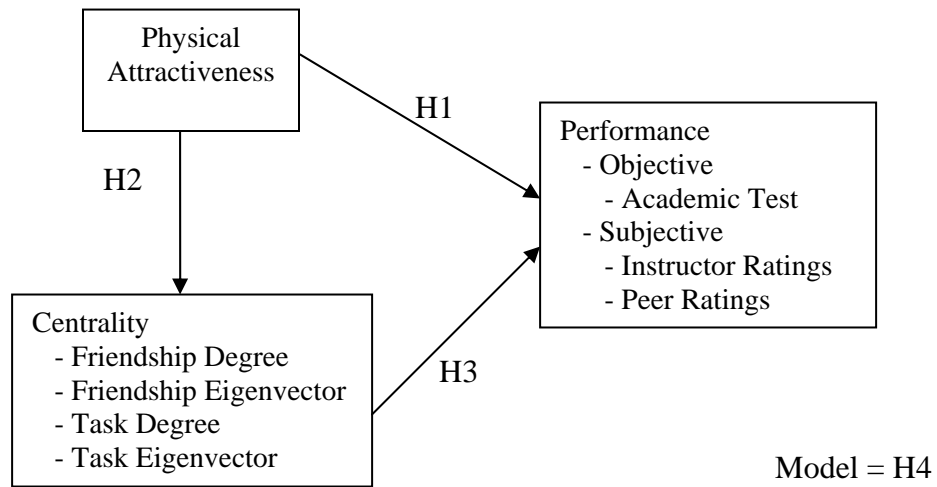 Physical
Attractiveness
H1
H2
Performance
- Objective
- Academic Test
- Subjective
- Instructor Ratings
- Peer Ratings
Centrality
- Friendship Degree
- Friendship Eigenvector
- Task Degree
- Task Eigenvector
H3
Model = H4